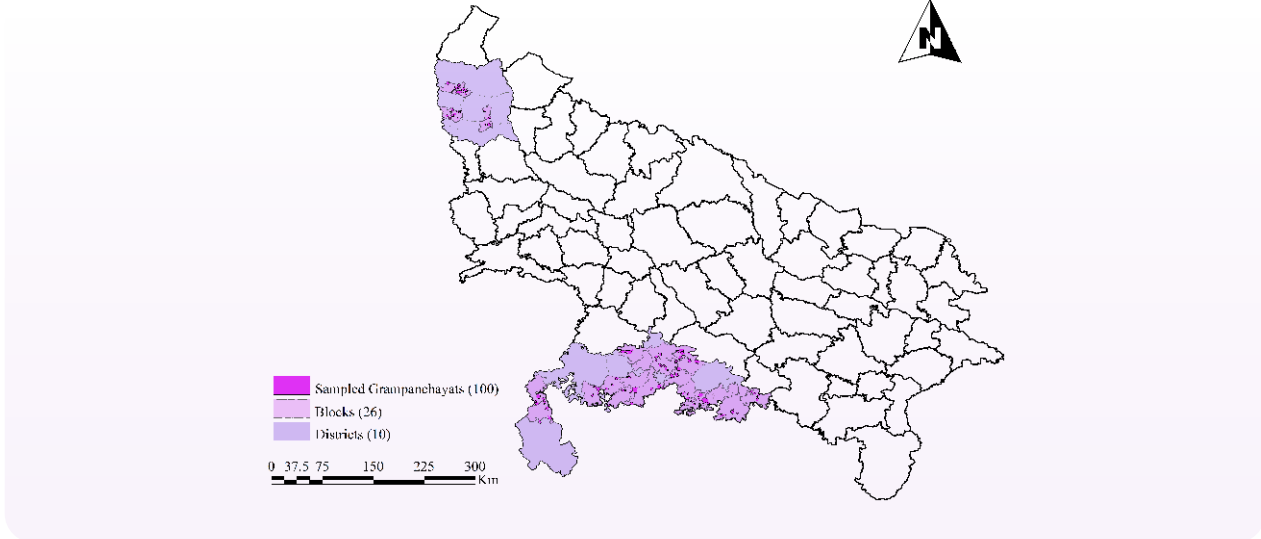 N
Sampled Grampanchayats (100)
Blocks (26)
Districts (10)
0 37.5 75 150 225 300
Km